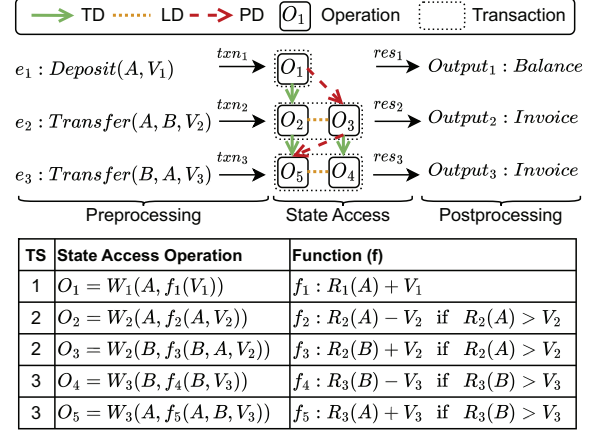 TD LD PD O₁ Operation Transaction
e₁ : Deposit(A, V₁) txn₁ O₁ res₁ Output₁ : Balance
e₂ : Transfer(A, B, V₂) txn₂ O₂ O₃ res₂ Output₂ : Invoice
e₃ : Transfer(B, A, V₃) txn₃ O₅ O₄ res₃ Output₃ : Invoice
Preprocessing State Access Postprocessing
TS State Access Operation Function (f)
1 O₁ = W₁(A, f₁(V₁)) f₁ : R₁(A) + V₁
2 O₂ = W₂(A, f₂(A, V₂)) f₂ : R₂(A) − V₂ if R₂(A) > V₂
2 O₃ = W₂(B, f₃(B, A, V₂)) f₃ : R₂(B) + V₂ if R₂(A) > V₂
3 O₄ = W₃(B, f₄(B, V₃)) f₄ : R₃(B) − V₃ if R₃(B) > V₃
3 O₅ = W₃(A, f₅(A, B, V₃)) f₅ : R₃(A) + V₃ if R₃(B) > V₃